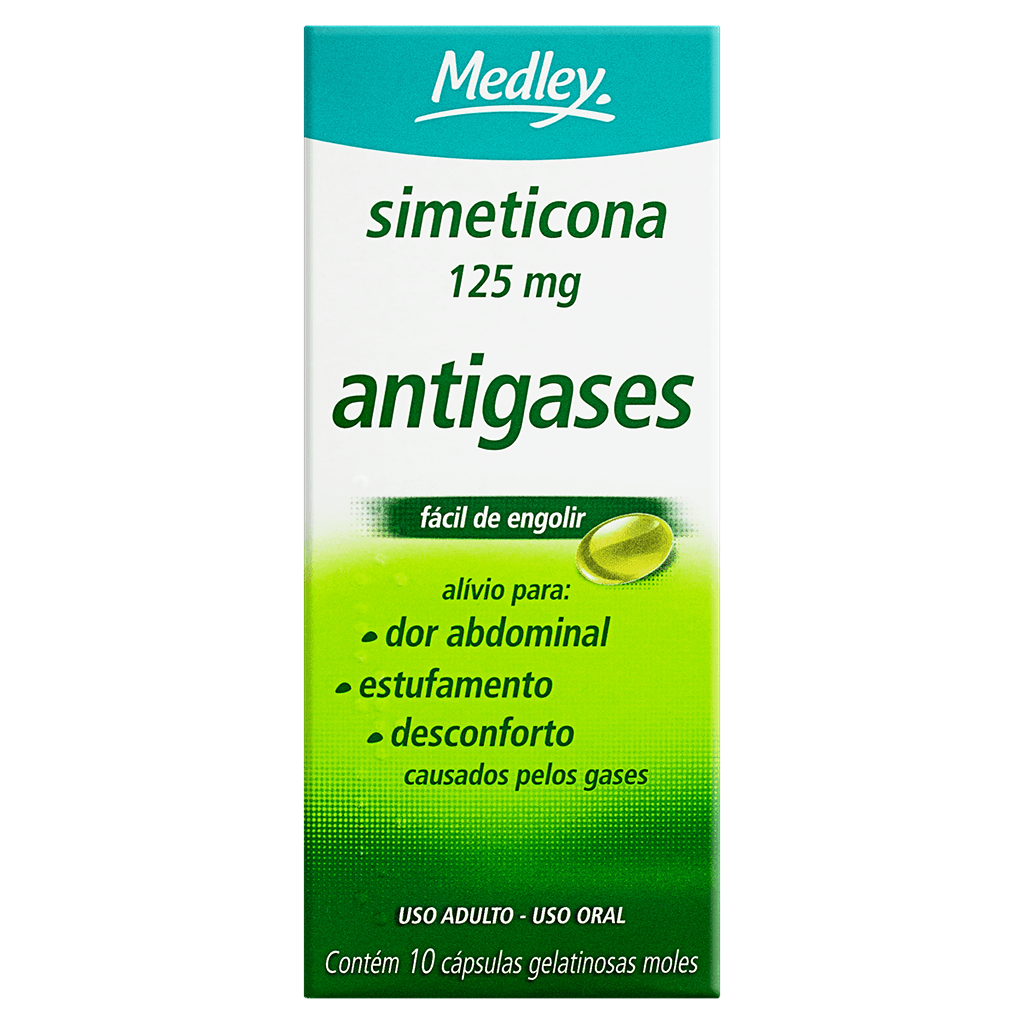 Medley.
simeticona
125 mg
antigases
fácil de engolir
alívio para:
• dor abdominal
• estufamento
• desconforto
causados pelos gases
USO ADULTO - USO ORAL
Contém 10 cápsulas gelatinosas moles